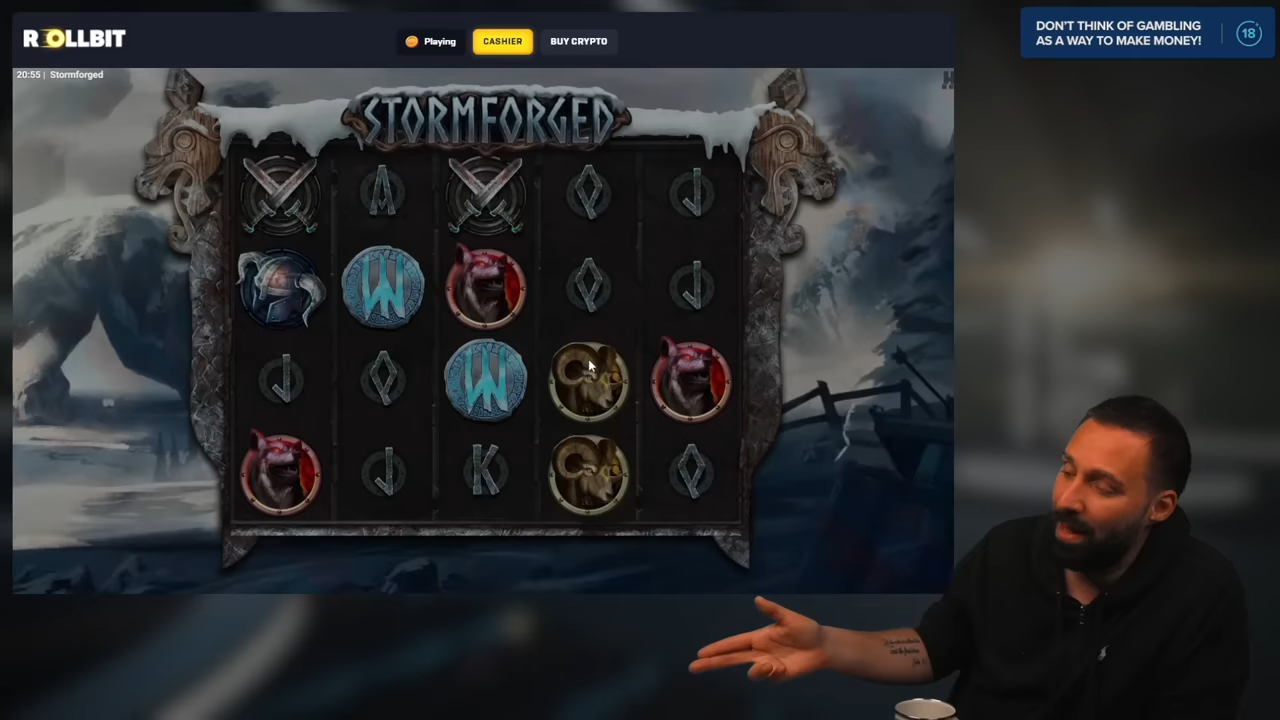 ROLLBIT
Playing
CASHIER
BUY CRYPTO
DON'T THINK OF GAMBLING
AS A WAY TO MAKE MONEY!
18+
20:55 | Stormforged
STORMFORGED
A
Q
J
W
Q
J
J
Q
W
J
K
Q